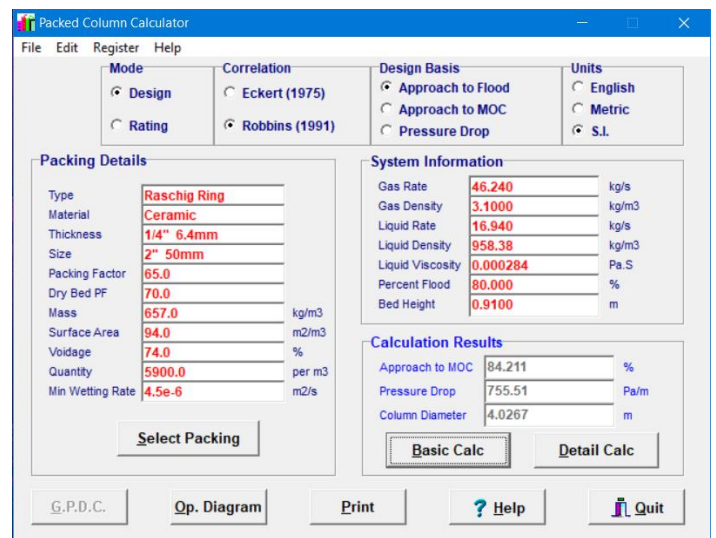 Packed Column Calculator
File Edit Register Help
Mode
Design
Rating
Correlation
Eckert (1975)
Robbins (1991)
Design Basis
Approach to Flood
Approach to MOC
Pressure Drop
Units
English
Metric
S.I.
Packing Details
Type Raschig Ring
Material Ceramic
Thickness 1/4" 6.4mm
Size 2" 50mm
Packing Factor 65.0
Dry Bed PF 70.0
Mass 657.0 kg/m3
Surface Area 94.0 m2/m3
Voidage 74.0 %
Quantity 5900.0 per m3
Min Wetting Rate 4.5e-6 m2/s
Select Packing
System Information
Gas Rate 46.240 kg/s
Gas Density 3.1000 kg/m3
Liquid Rate 16.940 kg/s
Liquid Density 958.38 kg/m3
Liquid Viscosity 0.000284 Pa.S
Percent Flood 80.000 %
Bed Height 0.9100 m
Calculation Results
Approach to MOC 84.211 %
Pressure Drop 755.51 Pa/m
Column Diameter 4.0267 m
Basic Calc Detail Calc
G.P.D.C. Op. Diagram Print ? Help Quit